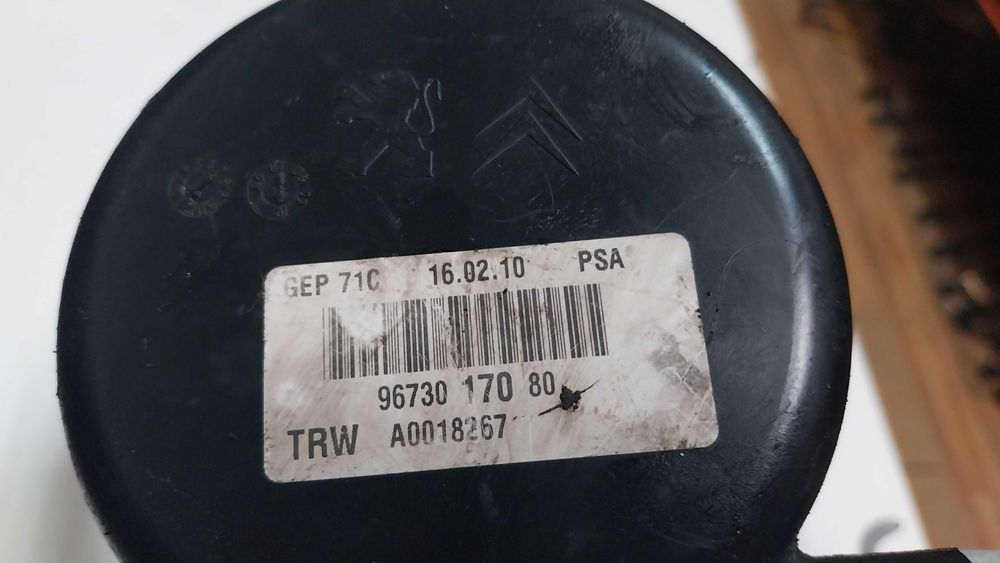 GEP 71C 16.02.10 PSA
96730 170 80
TRW A0018267